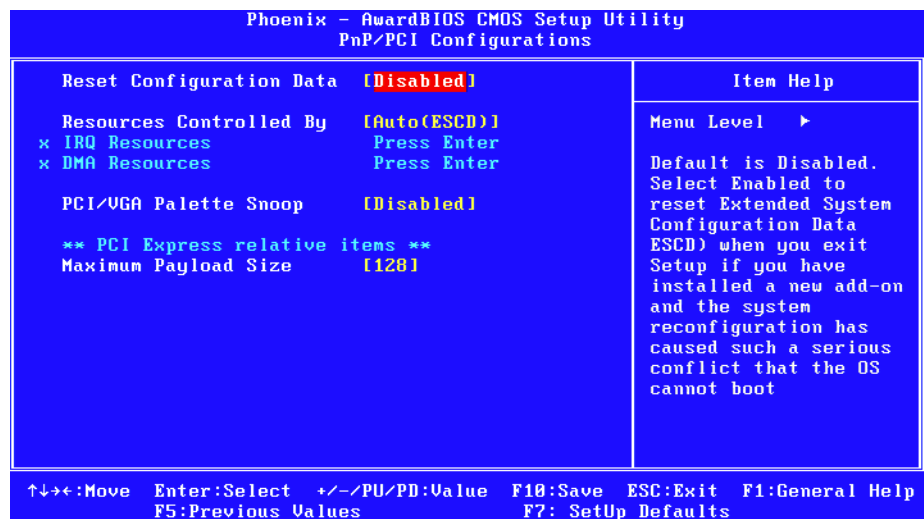 Phoenix - AwardBIOS CMOS Setup Utility
PnP/PCI Configurations
Reset Configuration Data [Disabled]
Resources Controlled By [Auto(ESCD)]
x IRQ Resources Press Enter
x DMA Resources Press Enter
PCI/VGA Palette Snoop [Disabled]
** PCI Express relative items **
Maximum Payload Size [128]
Item Help
Menu Level ►
Default is Disabled.
Select Enabled to
reset Extended System
Configuration Data
ESCD) when you exit
Setup if you have
installed a new add-on
and the system
reconfiguration has
caused such a serious
conflict that the OS
cannot boot
↑↓→←:Move Enter:Select +/-/PU/PD:Value F10:Save ESC:Exit F1:General Help
F5:Previous Values F7: SetUp Defaults